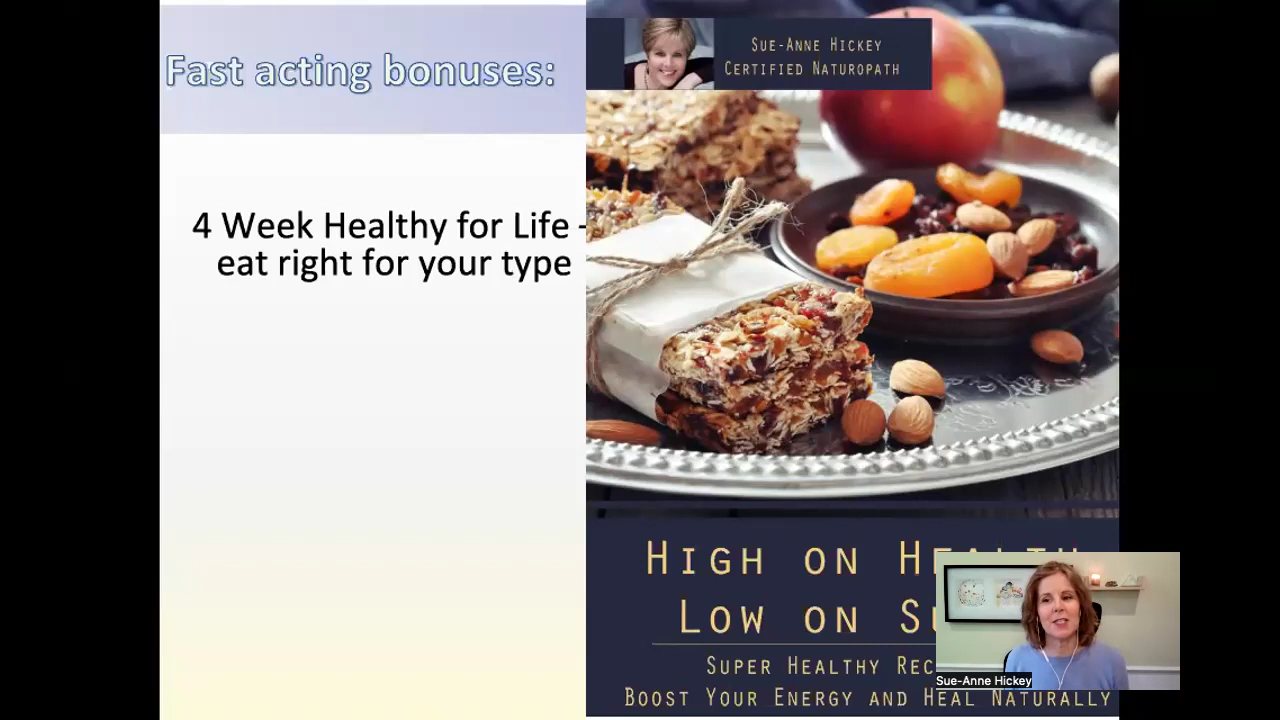 Fast acting bonuses:
4 Week Healthy for Life -
eat right for your type
Sue-Anne Hickey
Certified Naturopath
High on Health
Low on Su
Super Healthy Rec
Boost Your Energy and Heal Naturally
Sue-Anne Hickey